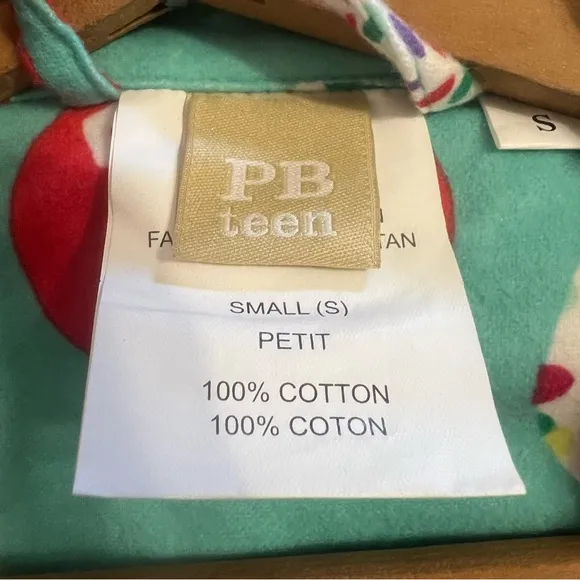 PB
teen
S
SMALL (S)
PETIT
100% COTTON
100% COTON